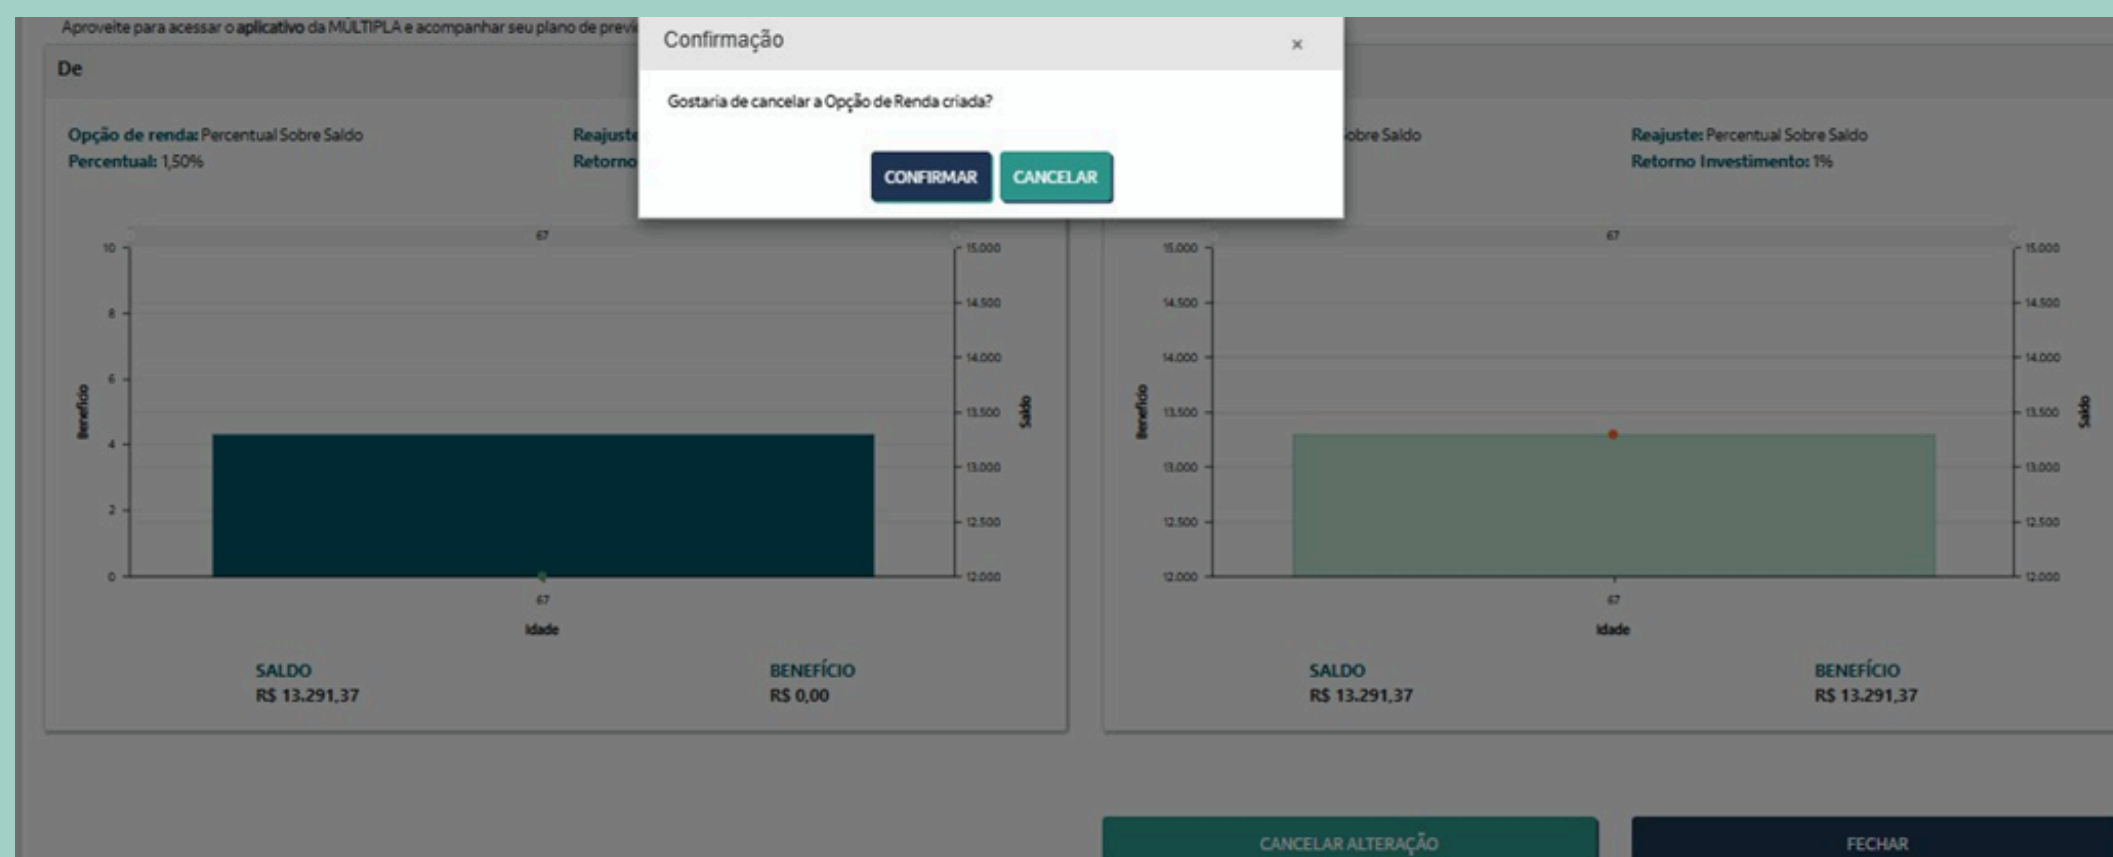 Aproveite para acessar o aplicativo da MÚLTIPLA e acompanhar seu plano de
Confirmação
×
De
Gostaria de cancelar a Opção de Renda criada?
CONFIRMAR
CANCELAR
Opção de renda: Percentual Sobre Saldo
Percentual: 1,50%
Reajuste
Retorno
Sobre Saldo
Reajuste: Percentual Sobre Saldo
Retorno Investimento: 1%
67
10
8
6
4
2
0
Benefício
15.000
14.500
14.000
13.500
13.000
12.500
12.000
Saldo
67
Idade
SALDO
R$ 13.291,37
BENEFÍCIO
R$ 0,00
67
15.000
14.500
14.000
13.500
13.000
12.500
12.000
Benefício
15.000
14.500
14.000
13.500
13.000
12.500
12.000
Saldo
67
Idade
SALDO
R$ 13.291,37
BENEFÍCIO
R$ 13.291,37
CANCELAR ALTERAÇÃO
FECHAR